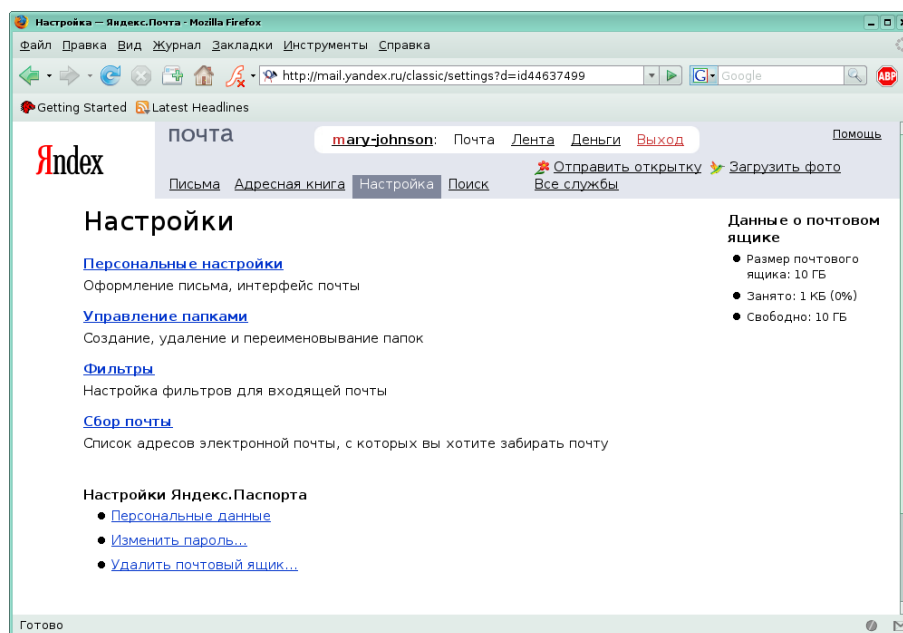 Настройка — Яндекс.Почта - Mozilla Firefox
Файл Правка Вид Журнал Закладки Инструменты Справка
http://mail.yandex.ru/classic/settings?d=id44637499 G Google ABP
Getting Started Latest Headlines
Яndex
почта
mary-johnson: Почта Лента Деньги Выход
Помощь
Отправить открытку Загрузить фото
Письма Адресная книга Настройка Поиск Все службы
Настройки
Персональные настройки
Оформление письма, интерфейс почты
Управление папками
Создание, удаление и переименовывание папок
Фильтры
Настройка фильтров для входящей почты
Сбор почты
Список адресов электронной почты, с которых вы хотите забирать почту
Настройки Яндекс.Паспорта
Персональные данные
Изменить пароль...
Удалить почтовый ящик...
Данные о почтовом
ящике
Размер почтового
ящика: 10 ГБ
Занято: 1 КБ (0%)
Свободно: 10 ГБ
Готово